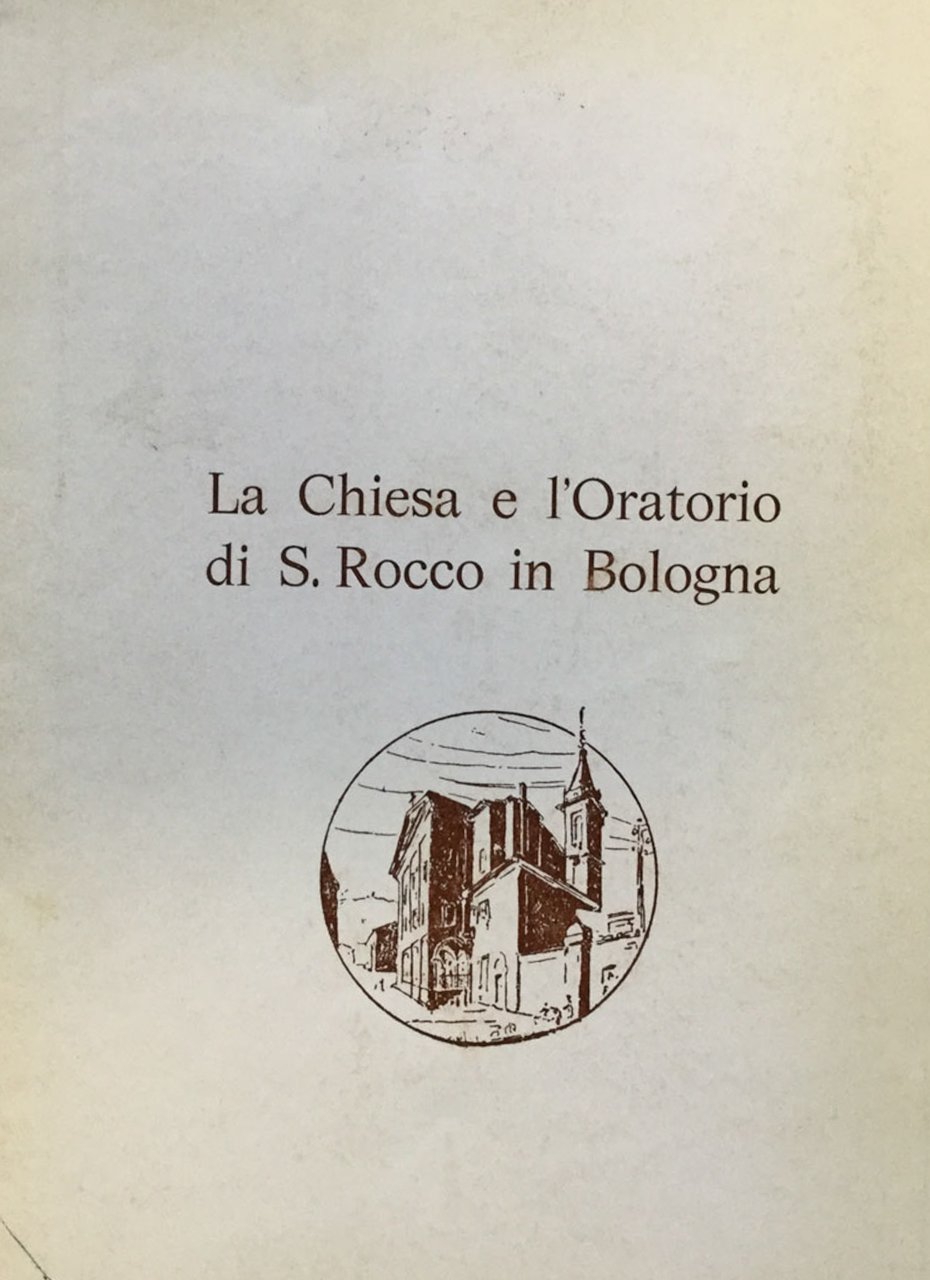 La Chiesa e l'Oratorio
di S. Rocco in Bologna